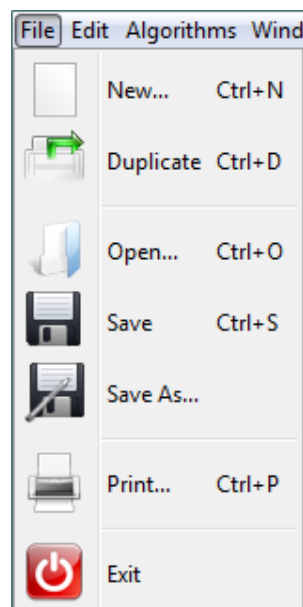 File Edit Algorithms Wind
New... Ctrl+N
Duplicate Ctrl+D
Open... Ctrl+O
Save Ctrl+S
Save As...
Print... Ctrl+P
Exit